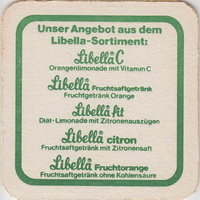 Unser Angebot aus dem
Libella-Sortiment:
Libella C
Orangenlimonade mit Vitamin C
Libella Fruchtsaftgetränk
Fruchtgetränk Orange
Libella fit
Diät-Limonade mit Zitronenauszügen
Libella citron
Fruchtsaftgetränk mit Zitronensaft
Libella Fruchtorange
Fruchtsaftgetränk ohne Kohlensäure